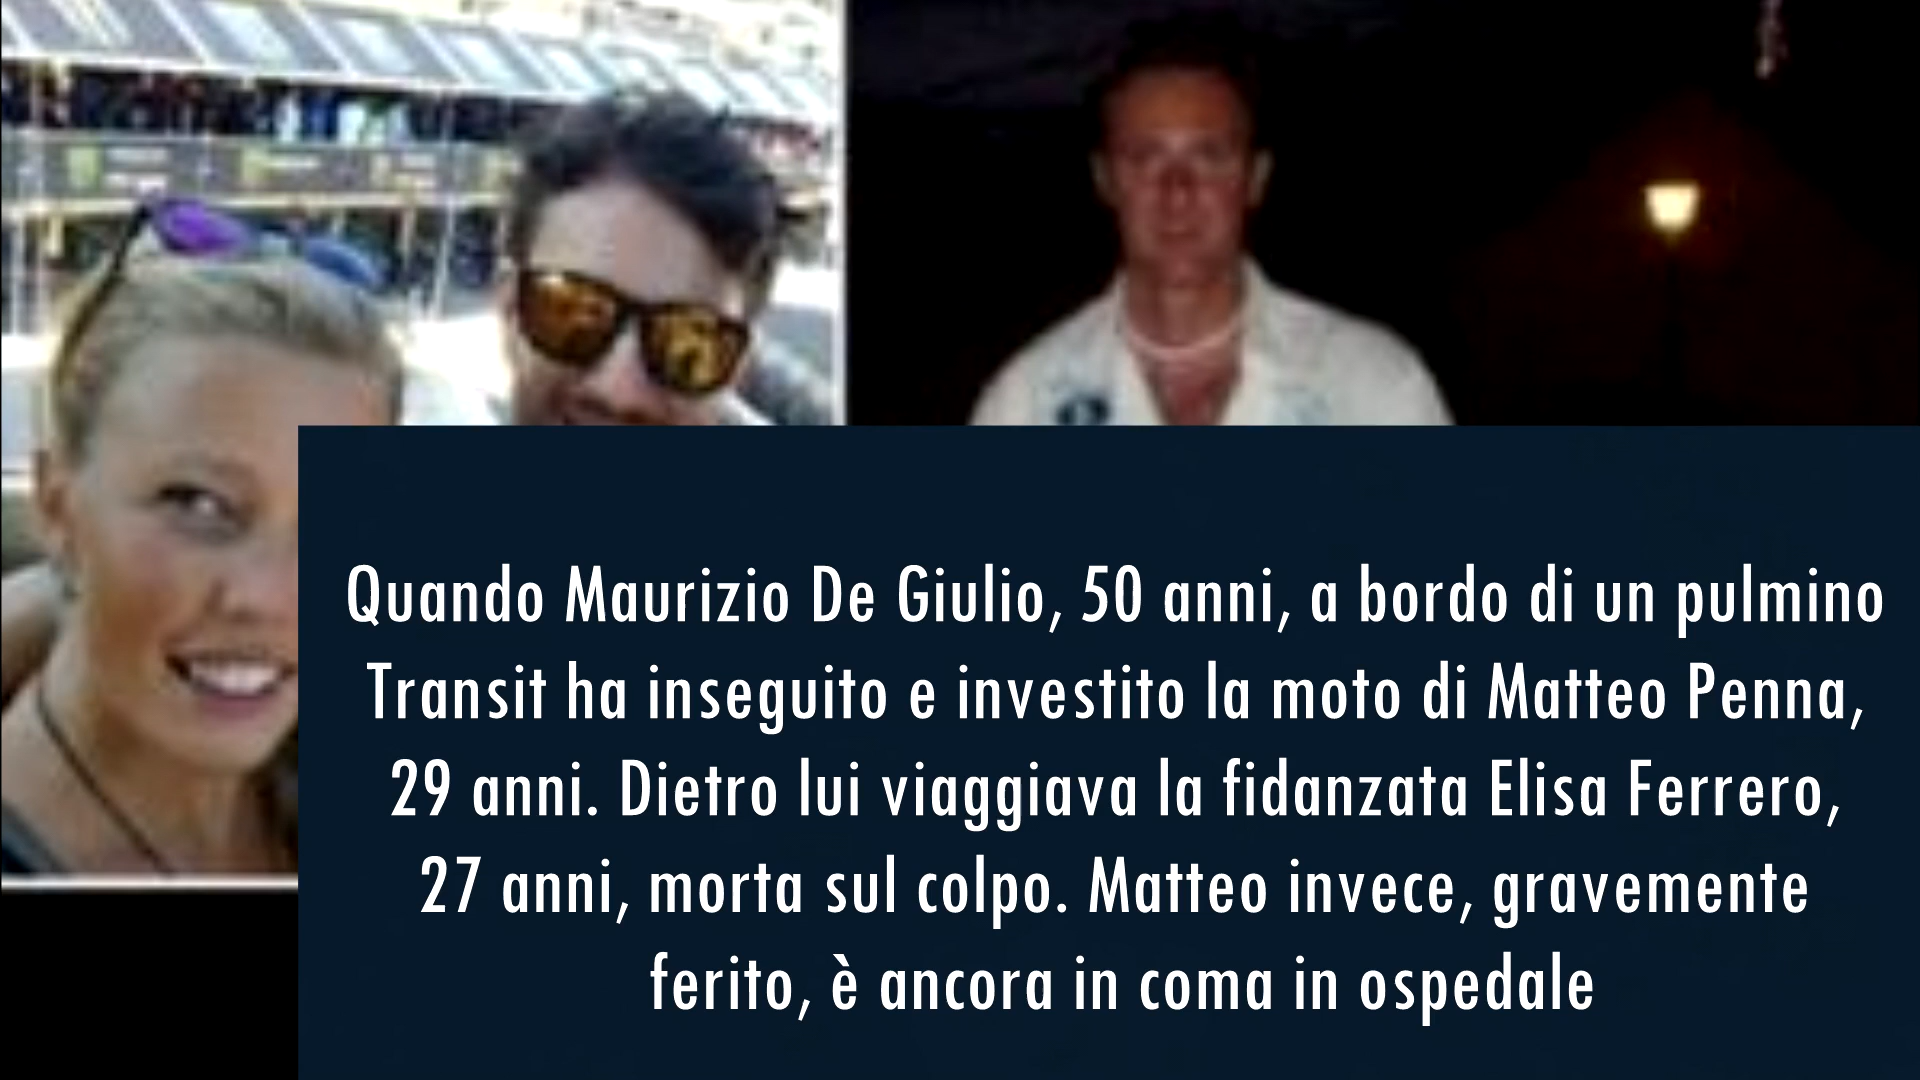 Quando Maurizio De Giulio, 50 anni, a bordo di un pulmino
Transit ha inseguito e investito la moto di Matteo Penna,
29 anni. Dietro lui viaggiava la fidanzata Elisa Ferrero,
27 anni, morta sul colpo. Matteo invece, gravemente
ferito, è ancora in coma in ospedale